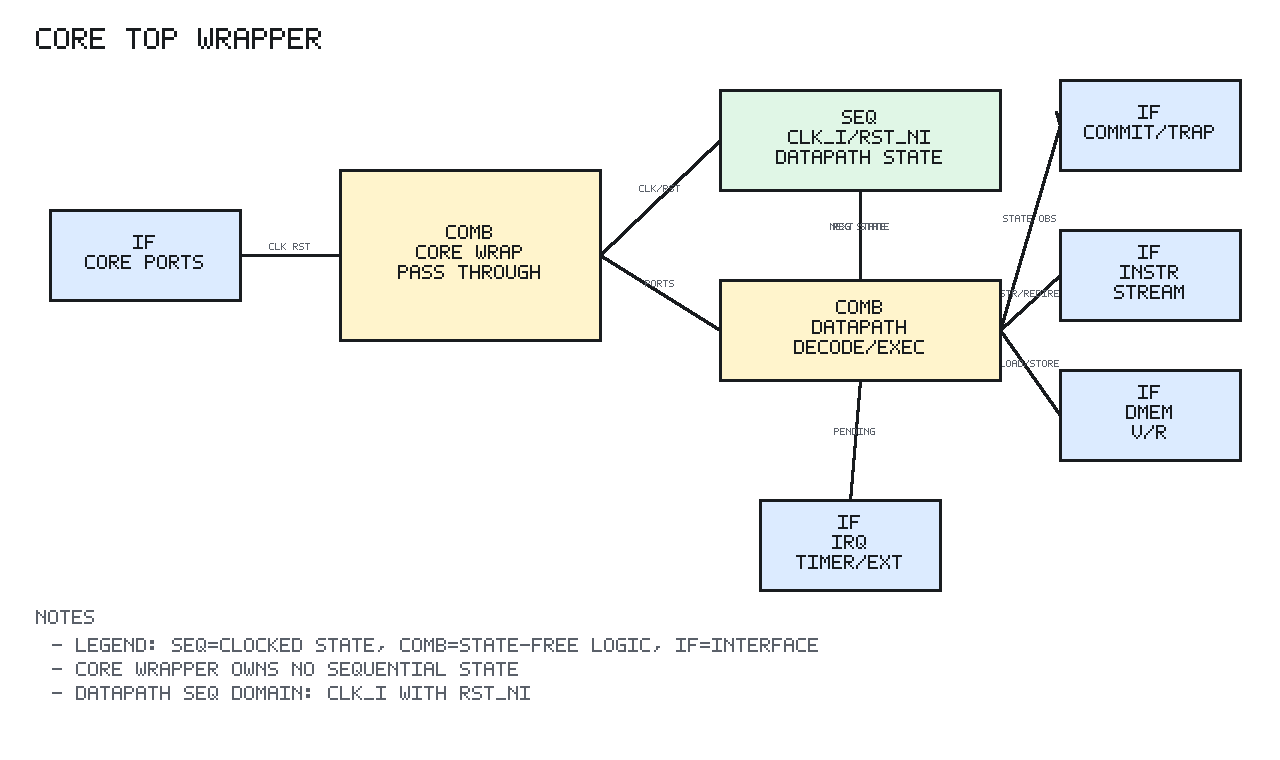 CORE TOP WRAPPER
IF
CORE PORTS
CLK RST
COMB
CORE WRAP
PASS THROUGH
CLK/RST
PORTS
SEQ
CLK_I/RST_NI
DATAPATH STATE
STATE
COMB
DATAPATH
DECODE/EXEC
PENDING
IF
IRQ
TIMER/EXT
STATE OBS
LOAD/STORE
IF
COMMIT/TRAP
IF
INSTR
STREAM
IF
DMEM
V/R
NOTES
- LEGEND: SEQ=CLOCKED STATE, COMB=STATE-FREE LOGIC, IF=INTERFACE
- CORE WRAPPER OWNS NO SEQUENTIAL STATE
- DATAPATH SEQ DOMAIN: CLK_I WITH RST_NI